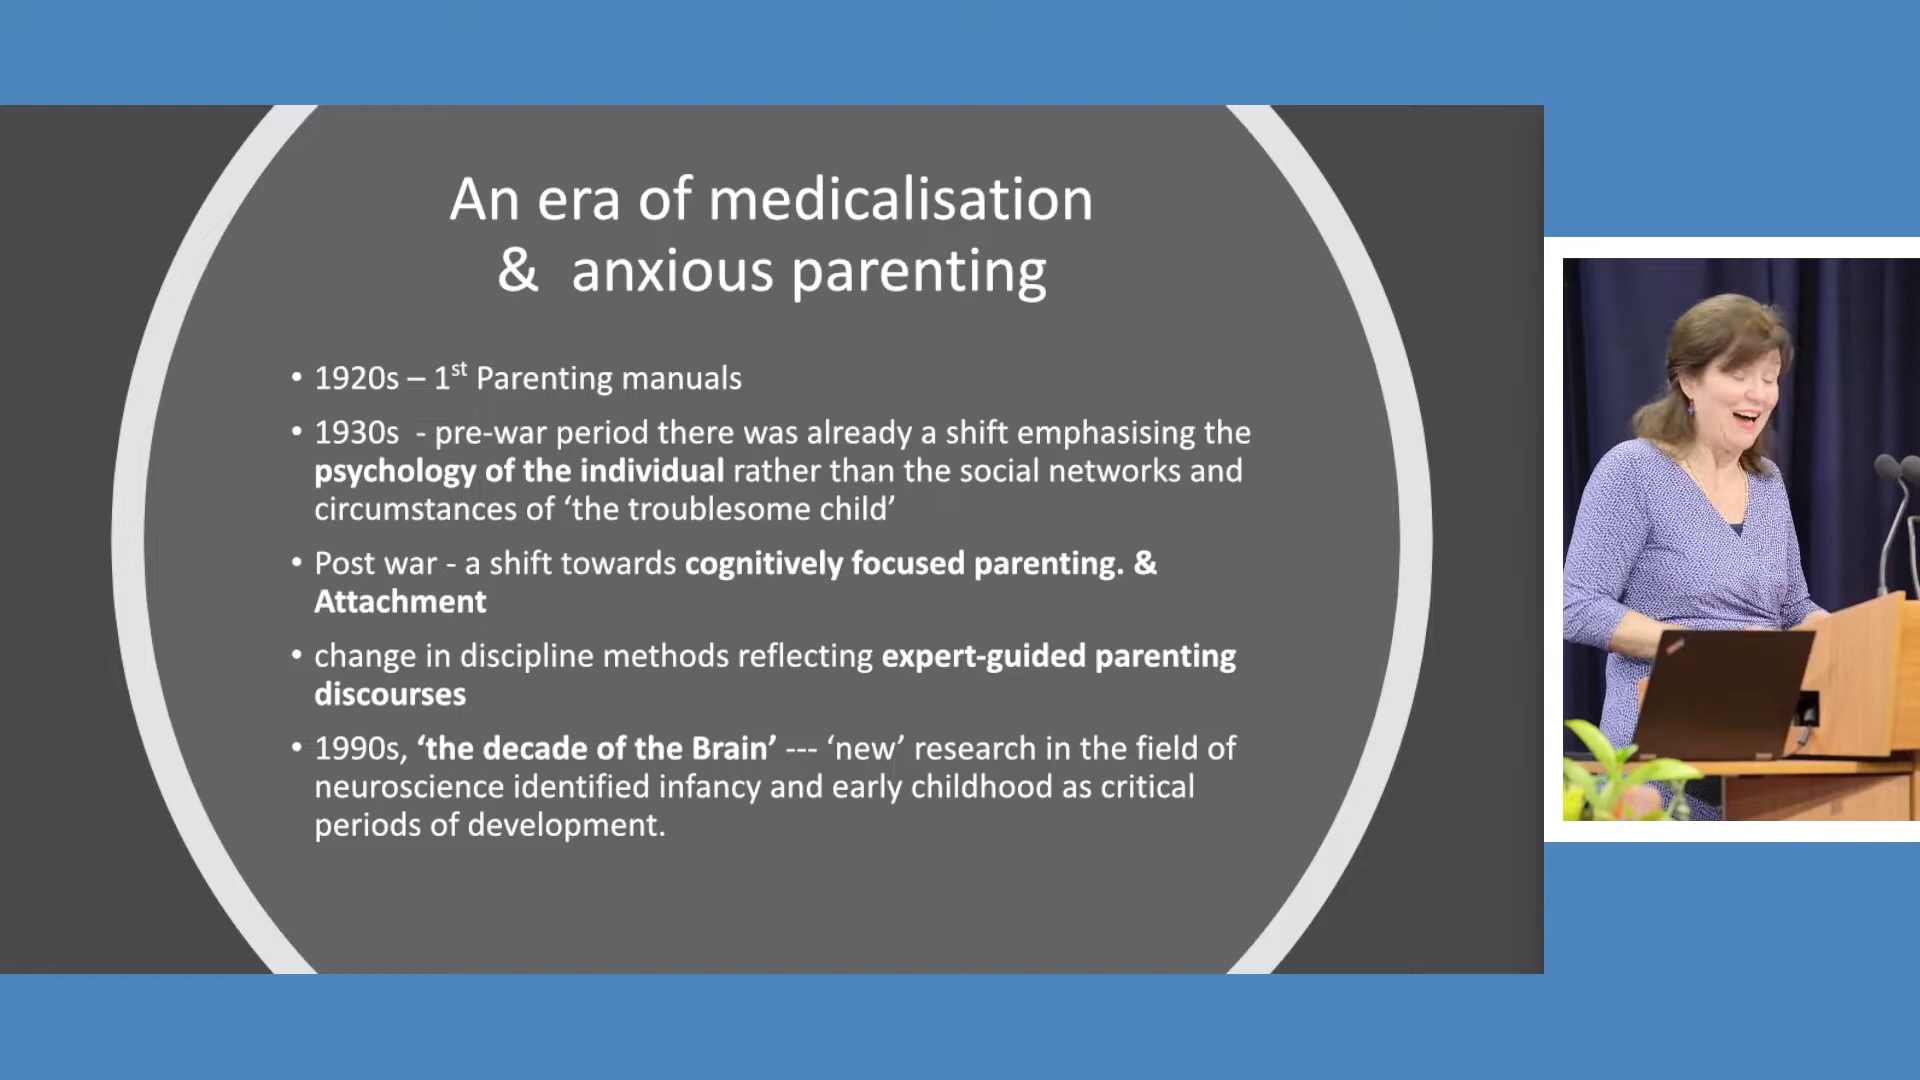 An era of medicalisation
& anxious parenting
• 1920s – 1st Parenting manuals
• 1930s - pre-war period there was already a shift emphasising the
psychology of the individual rather than the social networks and
circumstances of ‘the troublesome child’
• Post war - a shift towards cognitively focused parenting. &
Attachment
• change in discipline methods reflecting expert-guided parenting
discourses
• 1990s, ‘the decade of the Brain’ --- ‘new’ research in the field of
neuroscience identified infancy and early childhood as critical
periods of development.